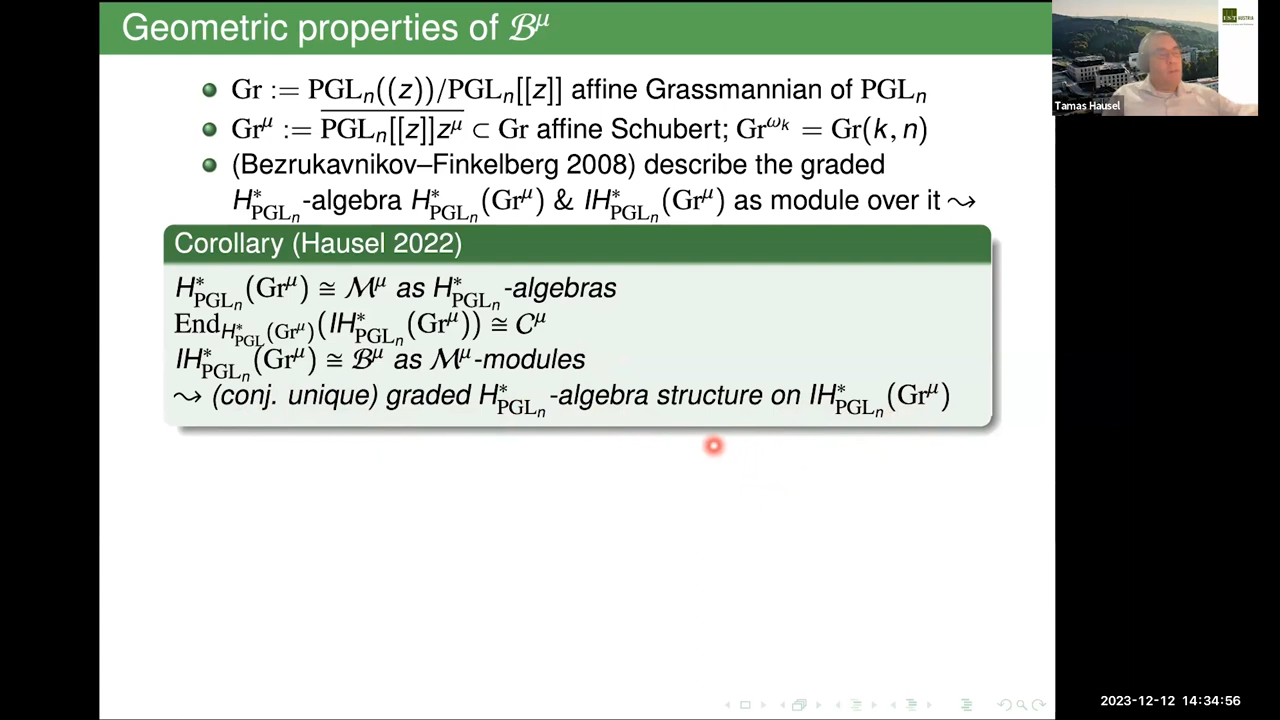 Geometric properties of ℬ^μ
Gr := PGL_n((z))/PGL_n[[z]] affine Grassmannian of PGL_n
Gr^μ := \overline{PGL_n[[z]]z^μ} ⊂ Gr affine Schubert; Gr^{ω_k} = Gr(k, n)
(Bezrukavnikov–Finkelberg 2008) describe the graded
H^*_{PGL_n}-algebra H^*_{PGL_n}(Gr^μ) & IH^*_{PGL_n}(Gr^μ) as module over it ⇝
Corollary (Hausel 2022)
H^*_{PGL_n}(Gr^μ) ≅ ℳ^μ as H^*_{PGL_n}-algebras
End_{H^*_{PGL}(Gr^μ)}(IH^*_{PGL_n}(Gr^μ)) ≅ 𝒞^μ
IH^*_{PGL_n}(Gr^μ) ≅ ℬ^μ as ℳ^μ-modules
⇝ (conj. unique) graded H^*_{PGL_n}-algebra structure on IH^*_{PGL_n}(Gr^μ)
Tamas Hausel
2023-12-12 14:34:56